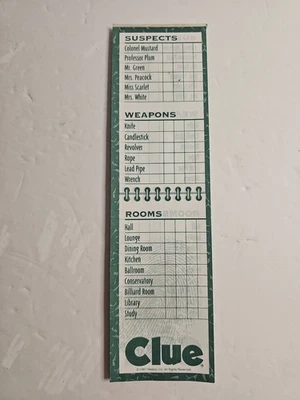 SUSPECTS
Colonel Mustard
Professor Plum
Mr. Green
Mrs. Peacock
Miss Scarlet
Mrs. White
WEAPONS
Knife
Candlestick
Revolver
Rope
Lead Pipe
Wrench
ROOMS
Hall
Lounge
Dining Room
Kitchen
Ballroom
Conservatory
Billiard Room
Library
Study
Clue